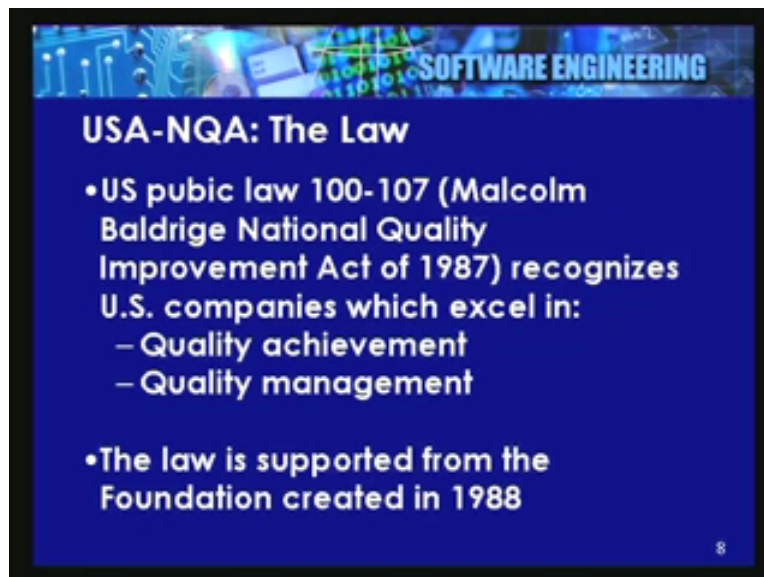 SOFTWARE ENGINEERING
USA-NQA: The Law
•US pubic law 100-107 (Malcolm
Baldrige National Quality
Improvement Act of 1987) recognizes
U.S. companies which excel in:
– Quality achievement
– Quality management
•The law is supported from the
Foundation created in 1988
8